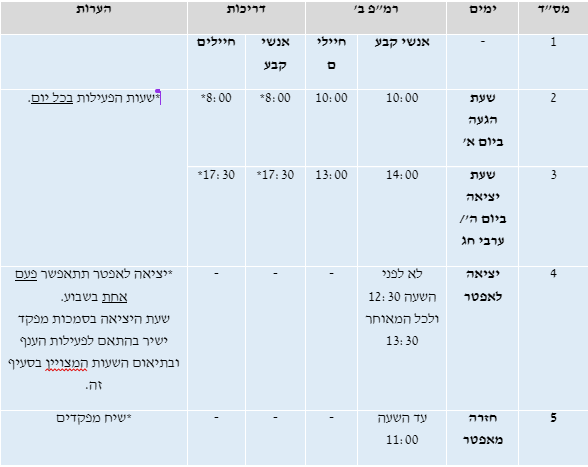 מס״ד ימים רמ״פ ב׳ דריכות הערות
1 - אנשי קבע חיילי
ם אנשי
קבע חיילים
2 שעת
הגעה
ביום א׳ 10:00 10:00 8:00* 8:00* *שעות הפעילות בכל יום.
3 שעת
יציאה
ביום ה׳/
ערבי חג 14:00 13:00 17:30* 17:30*
4 יציאה
לאפטר לא לפני
השעה 12:30
ולכל המאוחר
13:30 - - - *יציאה לאפטר תתאפשר פעם
אחת בשבוע.
שעת היציאה בסמכות מפקד
ישיר בהתאם לפעילות הענף
ובתיאום השעות המצויין בסעיף
זה.
5 חזרה
מאפטר עד השעה
11:00 - - - *שיח מפקדים